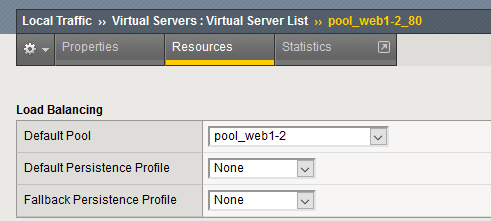 Local Traffic ›› Virtual Servers : Virtual Server List ›› pool_web1-2_80
Properties Resources Statistics
Load Balancing
Default Pool pool_web1-2
Default Persistence Profile None
Fallback Persistence Profile None